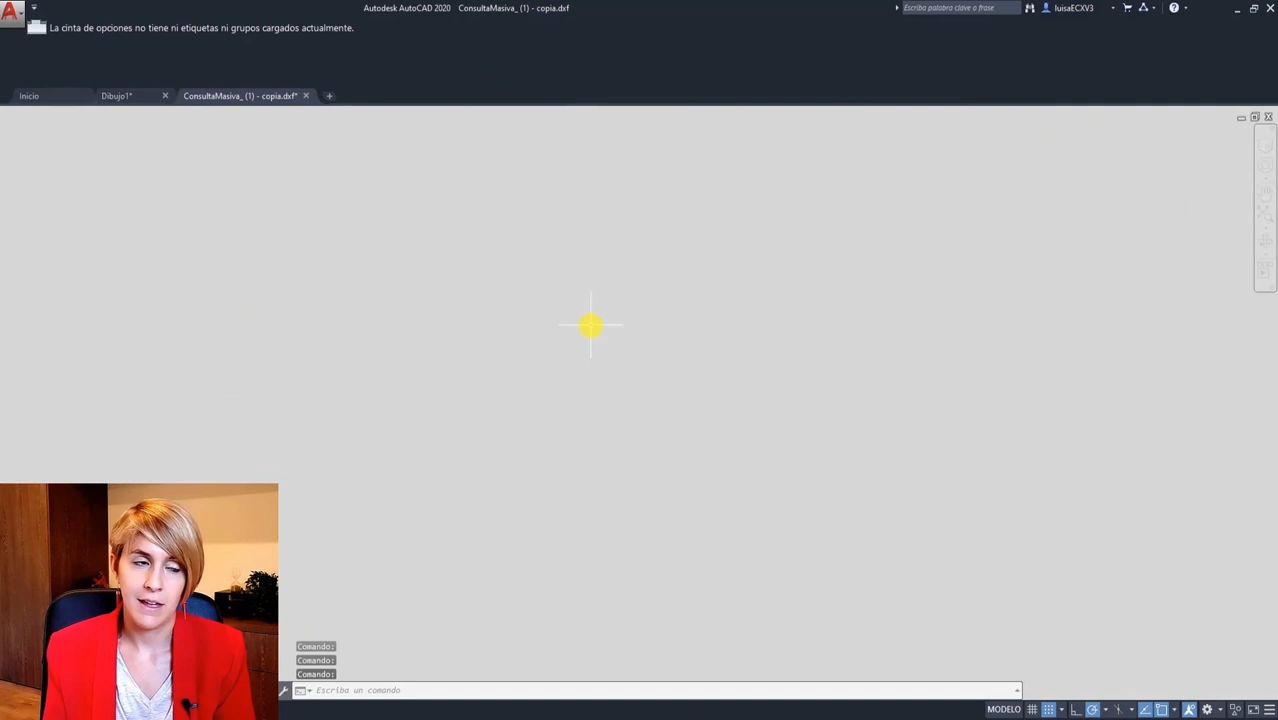 Autodesk AutoCAD 2020 ConsultaMasiva_ (1) - copia.dxf
Escriba palabra clave o frase
luisaECXV3
La cinta de opciones no tiene ni etiquetas ni grupos cargados actualmente.
Inicio
Dibujo1*
ConsultaMasiva_ (1) - copia.dxf*
Comando:
Comando:
Comando:
Escriba un comando
MODELO